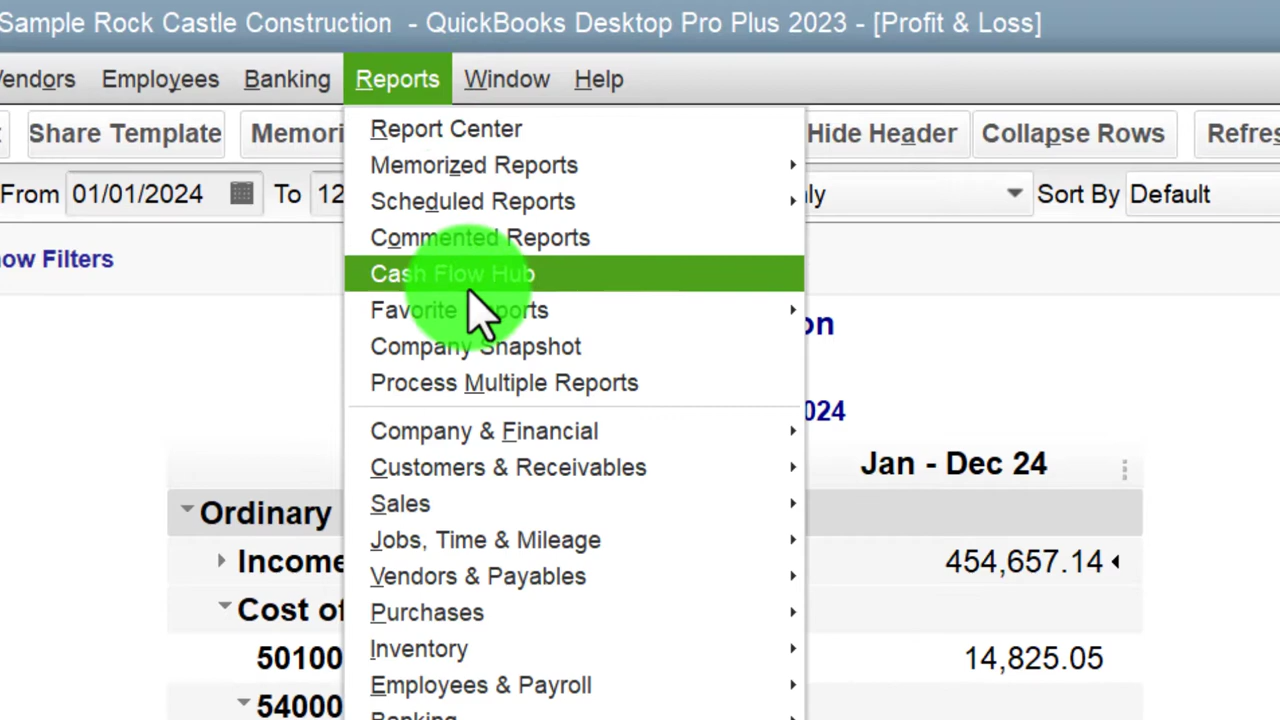 Sample Rock Castle Construction - QuickBooks Desktop Pro Plus 2023 - [Profit & Loss]
Vendors Employees Banking Reports Window Help
Share Template Memori Hide Header Collapse Rows Refres
From 01/01/2024 To 12 ly Sort By Default
ow Filters
Report Center
Memorized Reports
Scheduled Reports
Commented Reports
Cash Flow Hub
Favorite Reports
on
Company Snapshot
Process Multiple Reports
024
Company & Financial
Jan - Dec 24
Customers & Receivables
Sales
Ordinary
Jobs, Time & Mileage
Income 454,657.14
Vendors & Payables
Cost of
Purchases
Inventory
50100 14,825.05
Employees & Payroll
54000
Banking